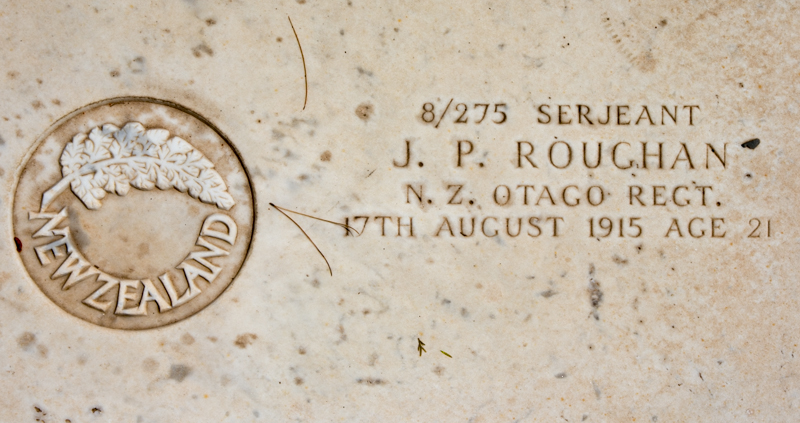 NEW ZEALAND
8/275 SERJEANT
J. P. ROUGHAN
N. Z. OTAGO REGT.
17TH AUGUST 1915 AGE 21